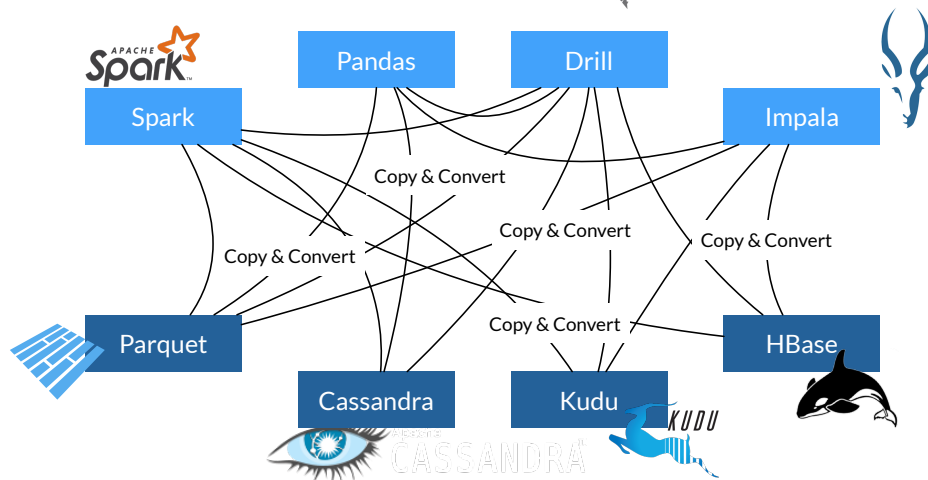 APACHE
Spark
TM
Pandas
Drill
Spark
Impala
Copy & Convert
Copy & Convert
Copy & Convert
Copy & Convert
Copy & Convert
Parquet
HBase
Cassandra
Kudu
KUDU
CASSANDRA